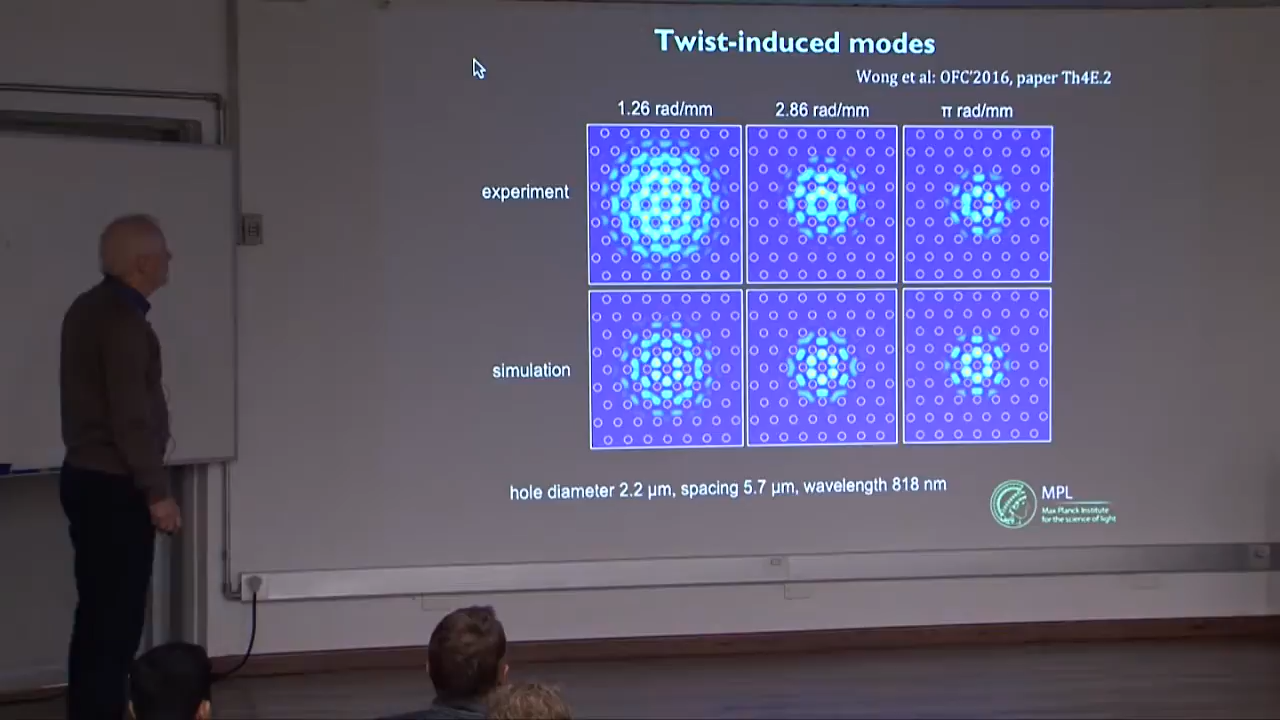 Twist-induced modes
Wong et al: OFC'2016, paper Th4E.2
1.26 rad/mm 2.86 rad/mm π rad/mm
experiment
simulation
hole diameter 2.2 µm, spacing 5.7 µm, wavelength 818 nm
MPL
Max Planck Institute
for the science of light